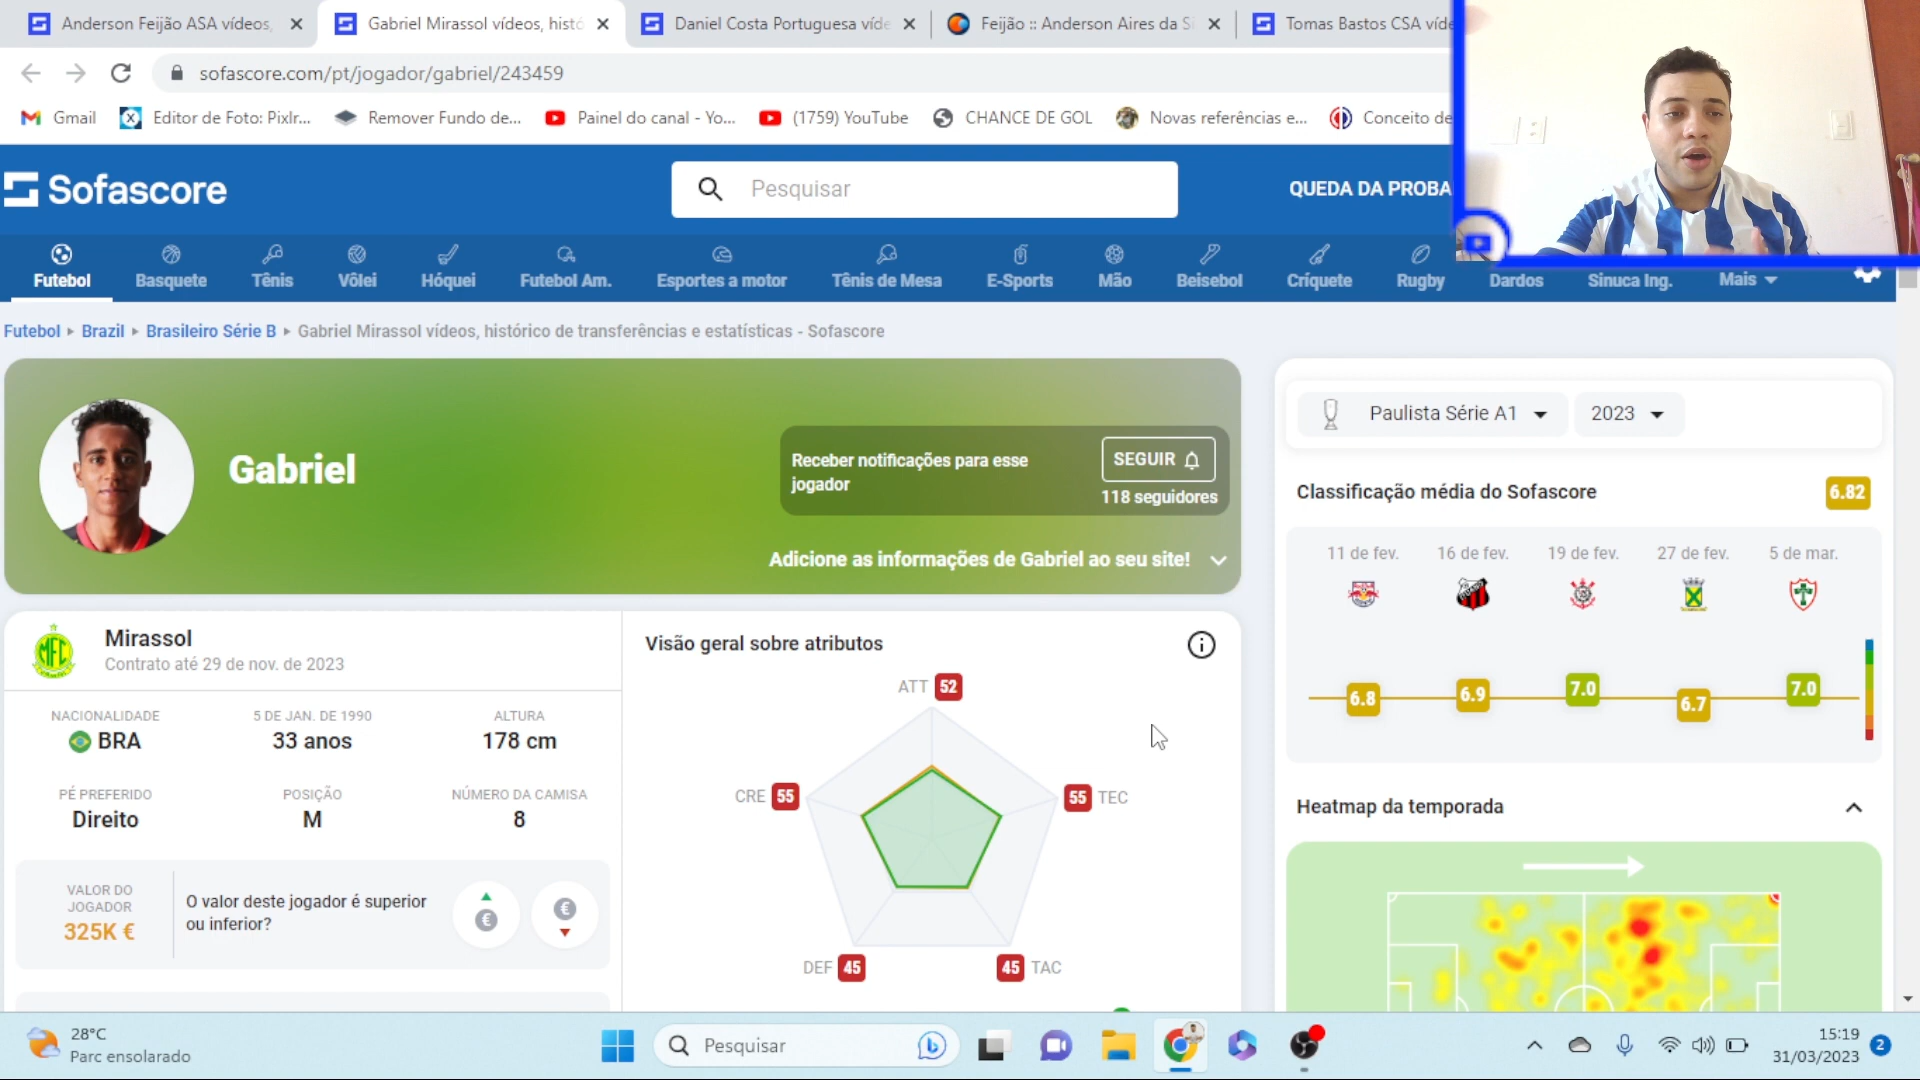 Anderson Feijão ASA vídeos,
Gabriel Mirassol vídeos, histó
Daniel Costa Portuguesa víde
Feijão :: Anderson Aires da Si
Tomas Bastos CSA víde
sofascore.com/pt/jogador/gabriel/243459
Gmail
Editor de Foto: Pixlr...
Remover Fundo de...
Painel do canal - Yo...
(1759) YouTube
CHANCE DE GOL
Novas referências e...
Conceito de
Sofascore
Pesquisar
QUEDA DA PROBA
Futebol
Basquete
Tênis
Vôlei
Hóquei
Futebol Am.
Esportes a motor
Tênis de Mesa
E-Sports
Mão
Beisebol
Críquete
Rugby
Dardos
Sinuca Ing.
Mais
Futebol Brazil Brasileiro Série B Gabriel Mirassol vídeos, histórico de transferências e estatísticas - Sofascore
Gabriel
Receber notificações para esse
jogador
SEGUIR
118 seguidores
Adicione as informações de Gabriel ao seu site!
Mirassol
Contrato até 29 de nov. de 2023
NACIONALIDADE
BRA
5 DE JAN. DE 1990
33 anos
ALTURA
178 cm
PÉ PREFERIDO
Direito
POSIÇÃO
M
NÚMERO DA CAMISA
8
VALOR DO
JOGADOR
325K €
O valor deste jogador é superior
ou inferior?
€
€
Visão geral sobre atributos
ATT 52
CRE 55
55 TEC
DEF 45
45 TAC
Paulista Série A1
2023
Classificação média do Sofascore
6.82
11 de fev.
16 de fev.
19 de fev.
27 de fev.
5 de mar.
6.8
6.9
7.0
6.7
7.0
Heatmap da temporada
28°C
Parc ensolarado
Pesquisar
15:19
31/03/2023
2